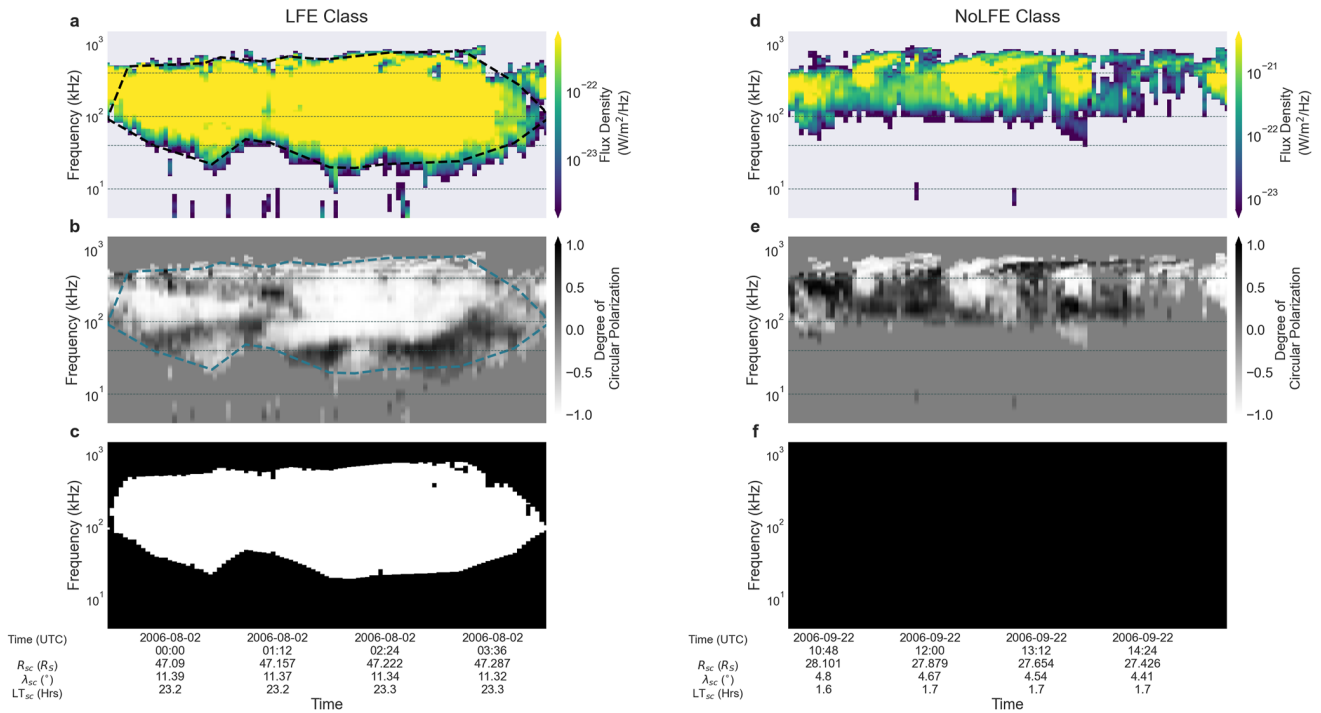 LFE Class
NoLFE Class
a
d
10³
10²
10¹
Frequency (kHz)
10⁻²²
10⁻²³
Flux Density
(W/m²/Hz)
10³
10²
10¹
Frequency (kHz)
10⁻²¹
10⁻²²
10⁻²³
Flux Density
(W/m²/Hz)
b
e
10³
10²
10¹
Frequency (kHz)
1.0
0.5
0.0
−0.5
−1.0
Degree of
Circular Polarization
10³
10²
10¹
Frequency (kHz)
1.0
0.5
0.0
−0.5
−1.0
Degree of
Circular Polarization
c
f
10³
10²
10¹
Frequency (kHz)
10³
10²
10¹
Frequency (kHz)
Time (UTC) 2006-08-02 2006-08-02 2006-08-02 2006-08-02
00:00 01:12 02:24 03:36
R_sc (R_S) 47.09 47.157 47.222 47.287
λ_sc (°) 11.39 11.37 11.34 11.32
LT_sc (Hrs) 23.2 23.2 23.3 23.3
Time
Time (UTC) 2006-09-22 2006-09-22 2006-09-22 2006-09-22
10:48 12:00 13:12 14:24
R_sc (R_S) 28.101 27.879 27.654 27.426
λ_sc (°) 4.8 4.67 4.54 4.41
LT_sc (Hrs) 1.6 1.7 1.7 1.7
Time